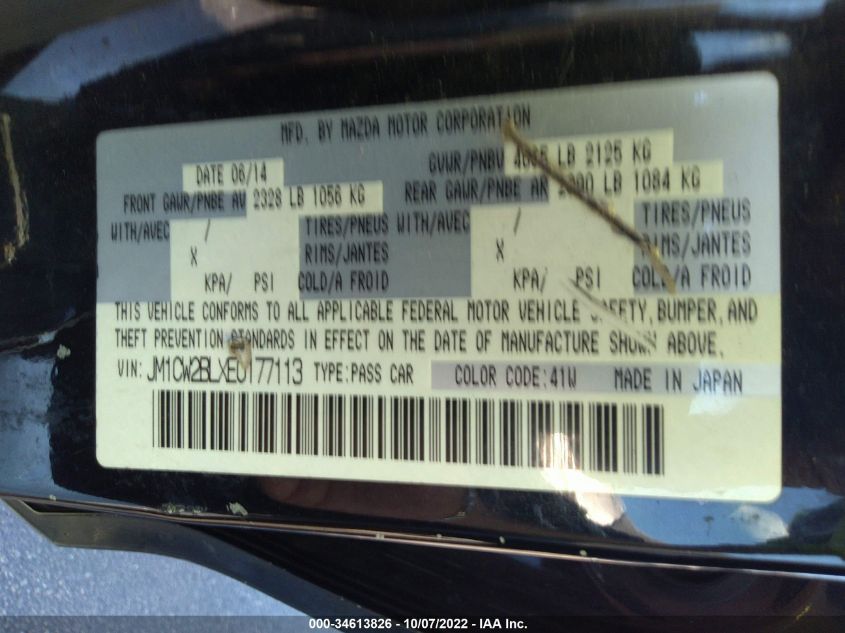 MFD. BY MAZDA MOTOR CORPORATION
DATE 06/14 GVWR/PNBV LB 2125 KG
FRONT GAWR/PNBE AV 2328 LB 1056 KG REAR GAWR/PNBE AR LB 1084 KG
WITH/AVEC / TIRES/PNEUS WITH/AVEC / TIRES/PNEUS
X RIMS/JANTES X RIMS/JANTES
KPA/ PSI COLD/A FROID KPA/ PSI COLD/A FROID
THIS VEHICLE CONFORMS TO ALL APPLICABLE FEDERAL MOTOR VEHICLE SAFETY, BUMPER, AND
THEFT PREVENTION STANDARDS IN EFFECT ON THE DATE OF MANUFACTURE SHOWN ABOVE.
VIN: JM1CW2BLXE0177113 TYPE:PASS CAR COLOR CODE:41W MADE IN JAPAN
000-34613826 - 10/07/2022 - IAA Inc.